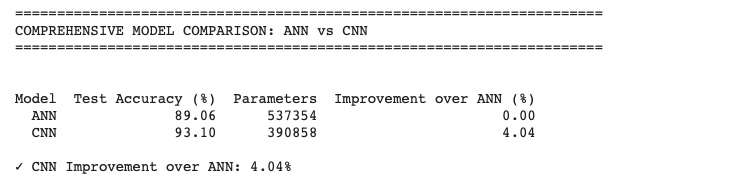 ======================================================================
COMPREHENSIVE MODEL COMPARISON: ANN vs CNN
======================================================================
Model  Test Accuracy (%)  Parameters  Improvement over ANN (%)
  ANN              89.06      537354                      0.00
  CNN              93.10      390858                      4.04
✓ CNN Improvement over ANN: 4.04%